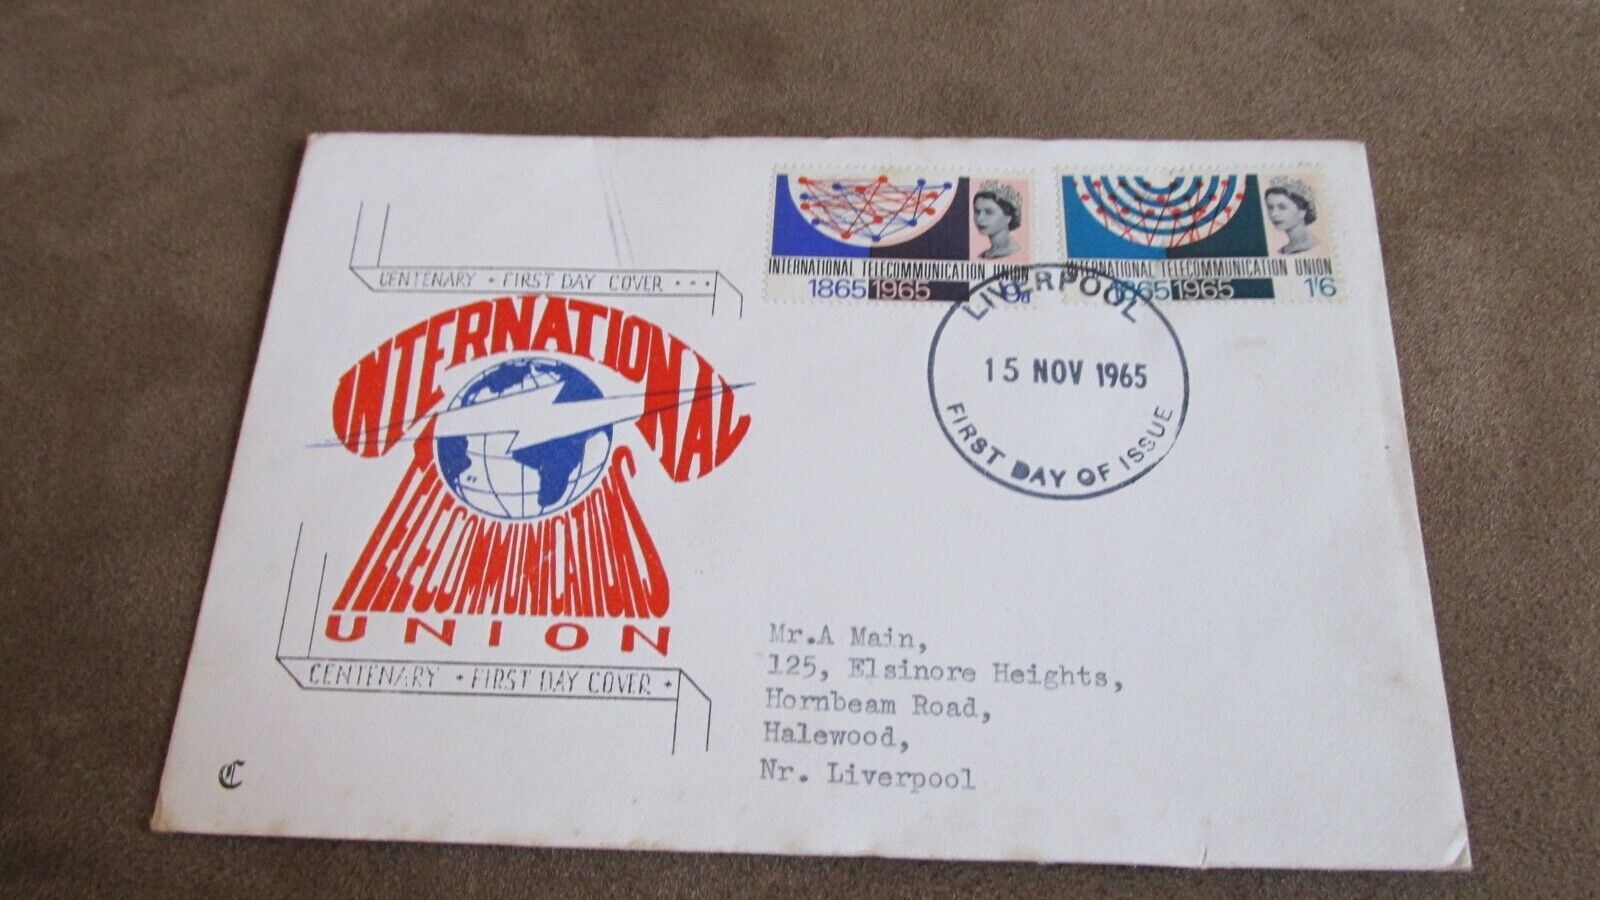 CENTENARY • FIRST DAY COVER • • •
INTERNATIONAL
TELECOMMUNICATIONS
UNION
CENTENARY • FIRST DAY COVER •
C
INTERNATIONAL TELECOMMUNICATION UNION
1865 1965 9d
INTERNATIONAL TELECOMMUNICATION UNION
1865 1965 1'6
LIVERPOOL
15 NOV 1965
FIRST DAY OF ISSUE
Mr.A Main,
125, Elsinore Heights,
Hornbeam Road,
Halewood,
Nr. Liverpool